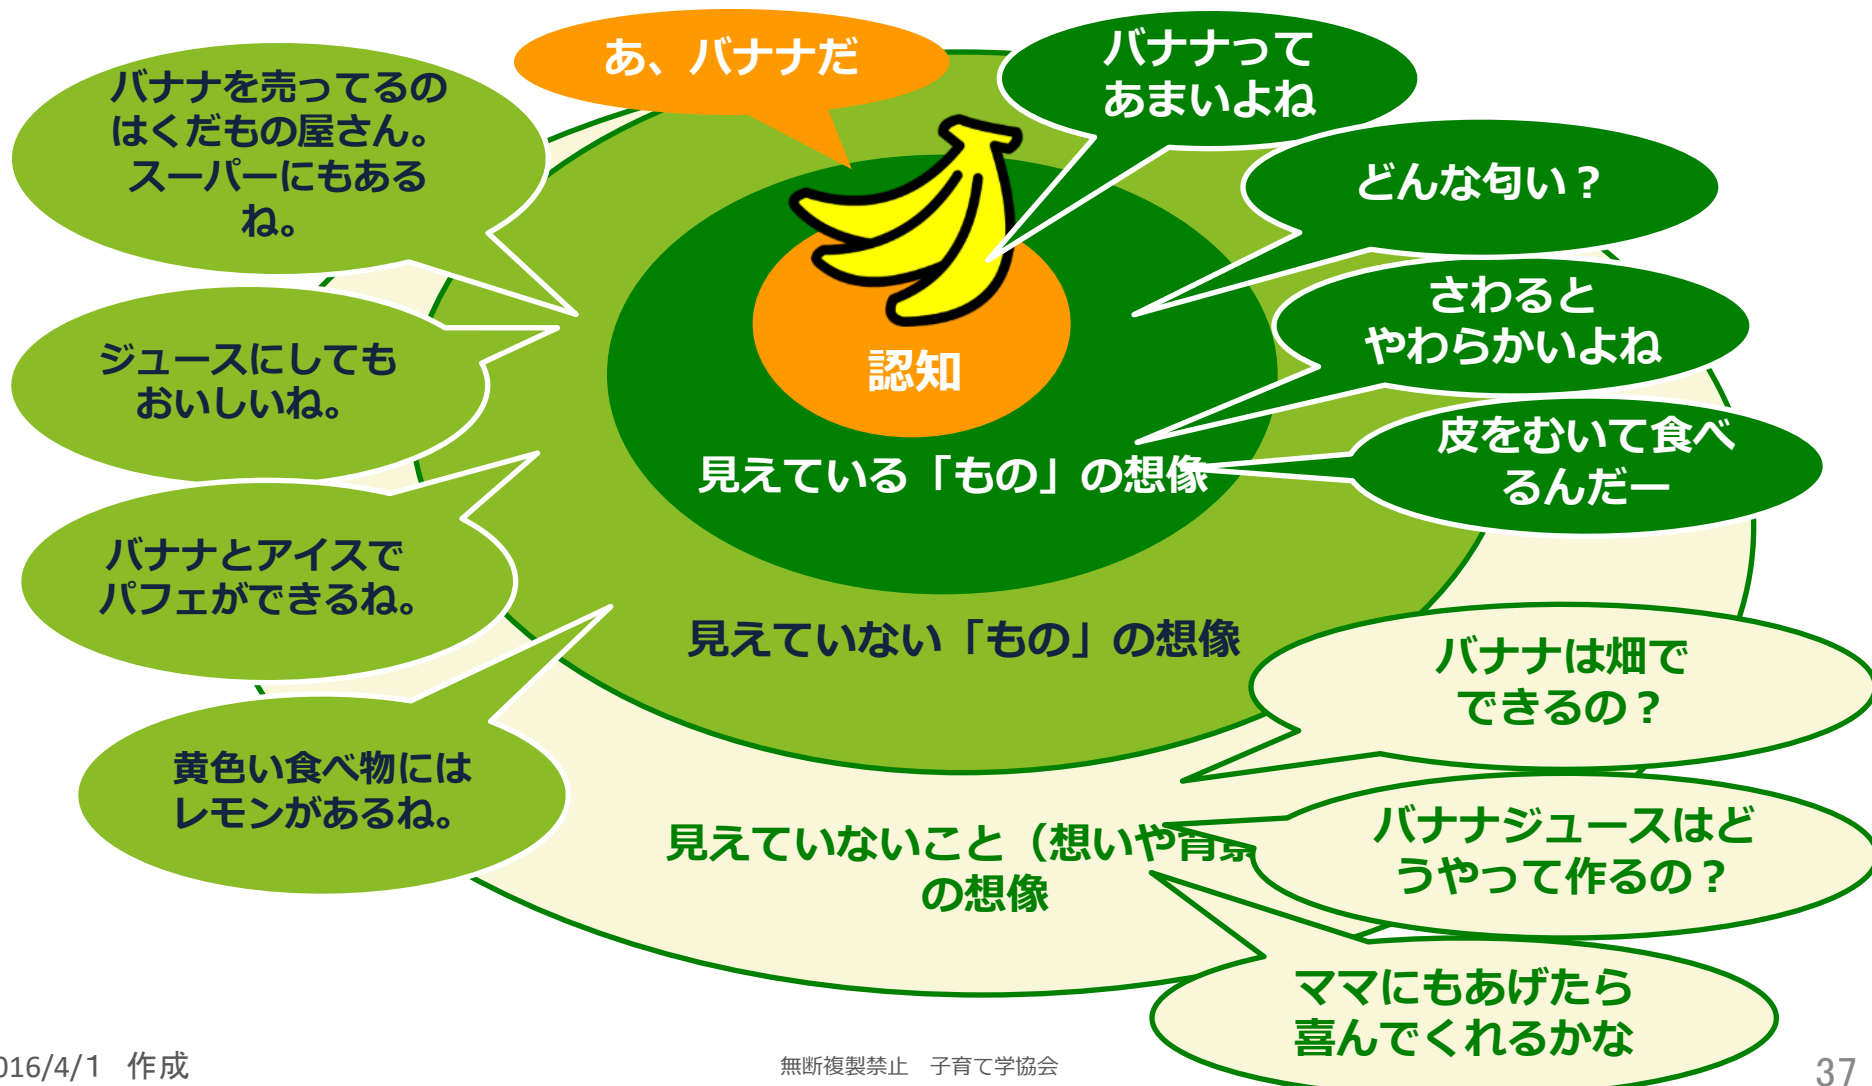 あ、バナナだ
バナナって
あまいよね
バナナを売ってるの
はくだもの屋さん。
スーパーにもある
ね。
どんな匂い？
さわると
やわらかいよね
ジュースにしても
おいしいね。
認知
皮をむいて食べ
るんだー
見えている「もの」の想像
バナナとアイスで
パフェができるね。
見えていない「もの」の想像
バナナは畑で
できるの？
黄色い食べ物には
レモンがあるね。
見えていないこと（想いや背景
の想像
バナナジュースはど
うやって作るの？
ママにもあげたら
喜んでくれるかな
016/4/1 作成
無断複製禁止　子育て学協会
37